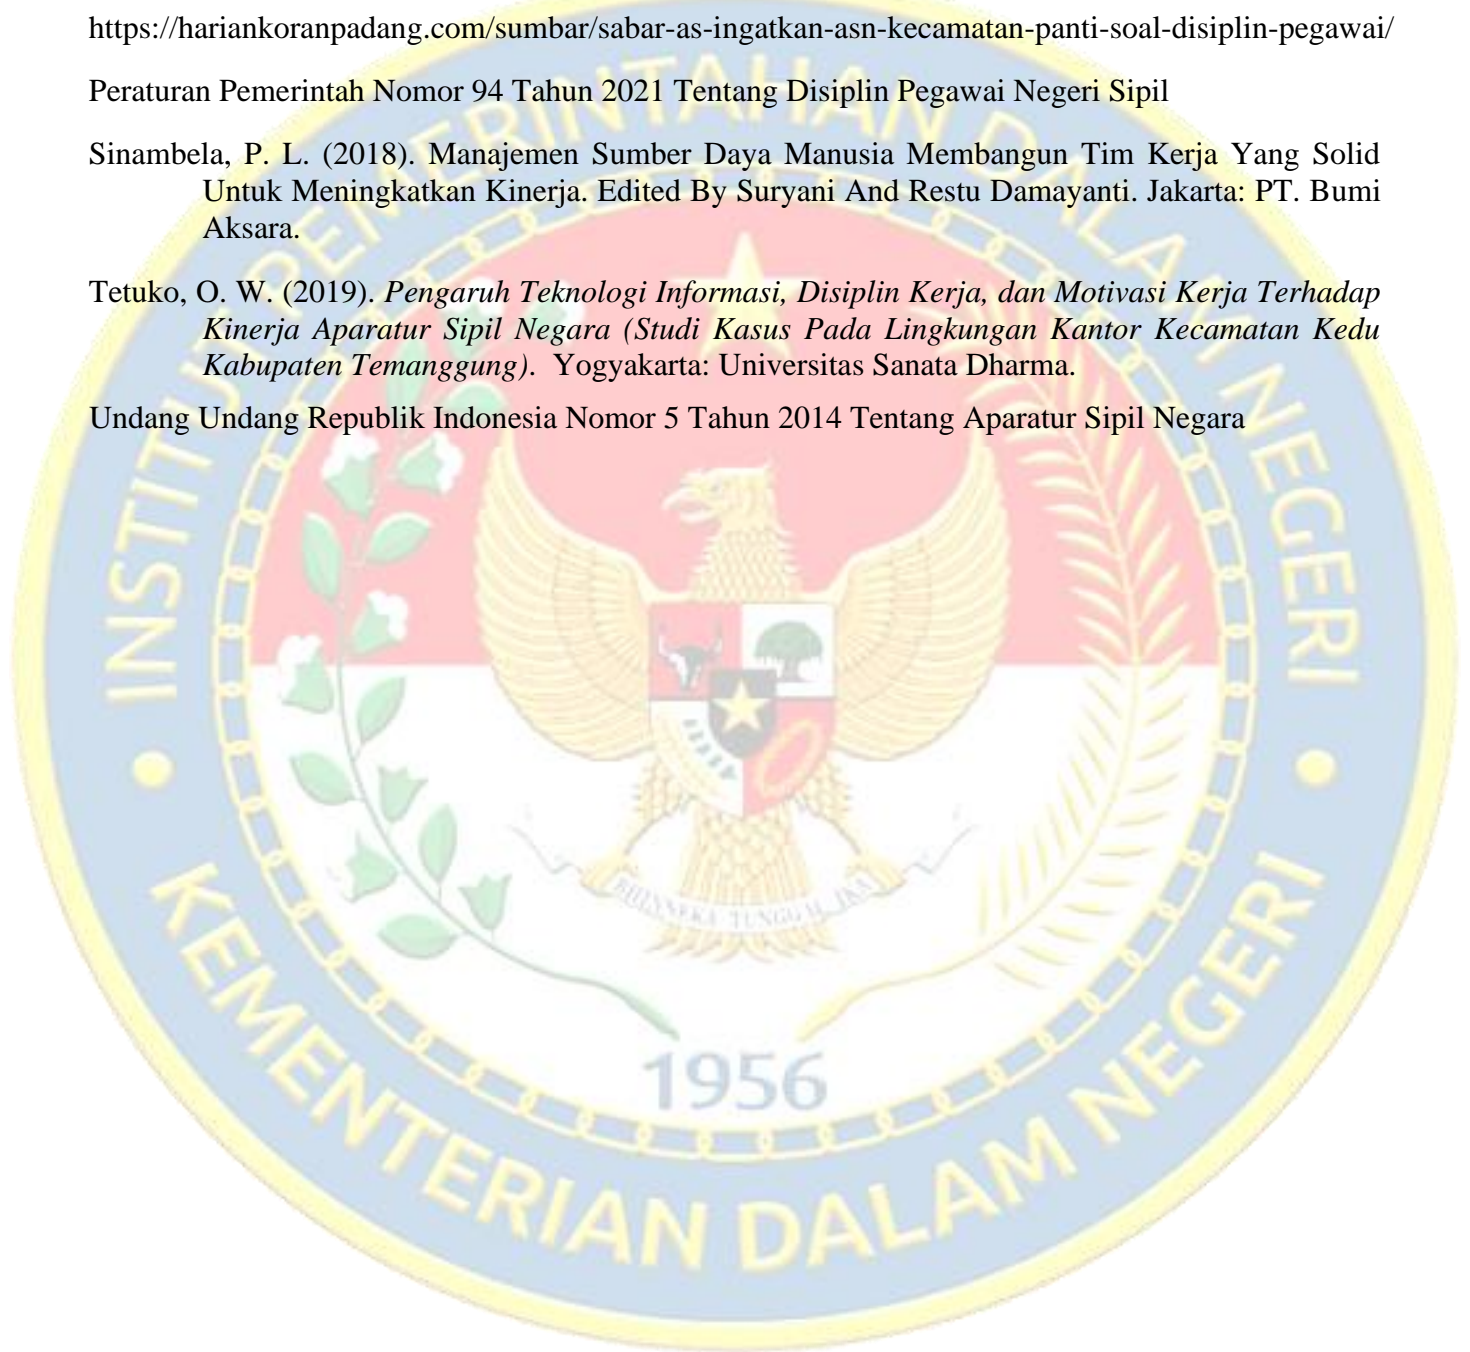 https://hariankoranpadang.com/sumbar/sabar-as-ingatkan-asn-kecamatan-panti-soal-disiplin-pegawai/
Peraturan Pemerintah Nomor 94 Tahun 2021 Tentang Disiplin Pegawai Negeri Sipil
Sinambela, P. L. (2018). Manajemen Sumber Daya Manusia Membangun Tim Kerja Yang Solid
Untuk Meningkatkan Kinerja. Edited By Suryani And Restu Damayanti. Jakarta: PT. Bumi
Aksara.
Tetuko, O. W. (2019). Pengaruh Teknologi Informasi, Disiplin Kerja, dan Motivasi Kerja Terhadap
Kinerja Aparatur Sipil Negara (Studi Kasus Pada Lingkungan Kantor Kecamatan Kedu
Kabupaten Temanggung). Yogyakarta: Universitas Sanata Dharma.
Undang Undang Republik Indonesia Nomor 5 Tahun 2014 Tentang Aparatur Sipil Negara
INSTITUT PEMERINTAHAN DALAM NEGERI
BHINNEKA TUNGGAL IKA
1956
KEMENTERIAN DALAM NEGERI